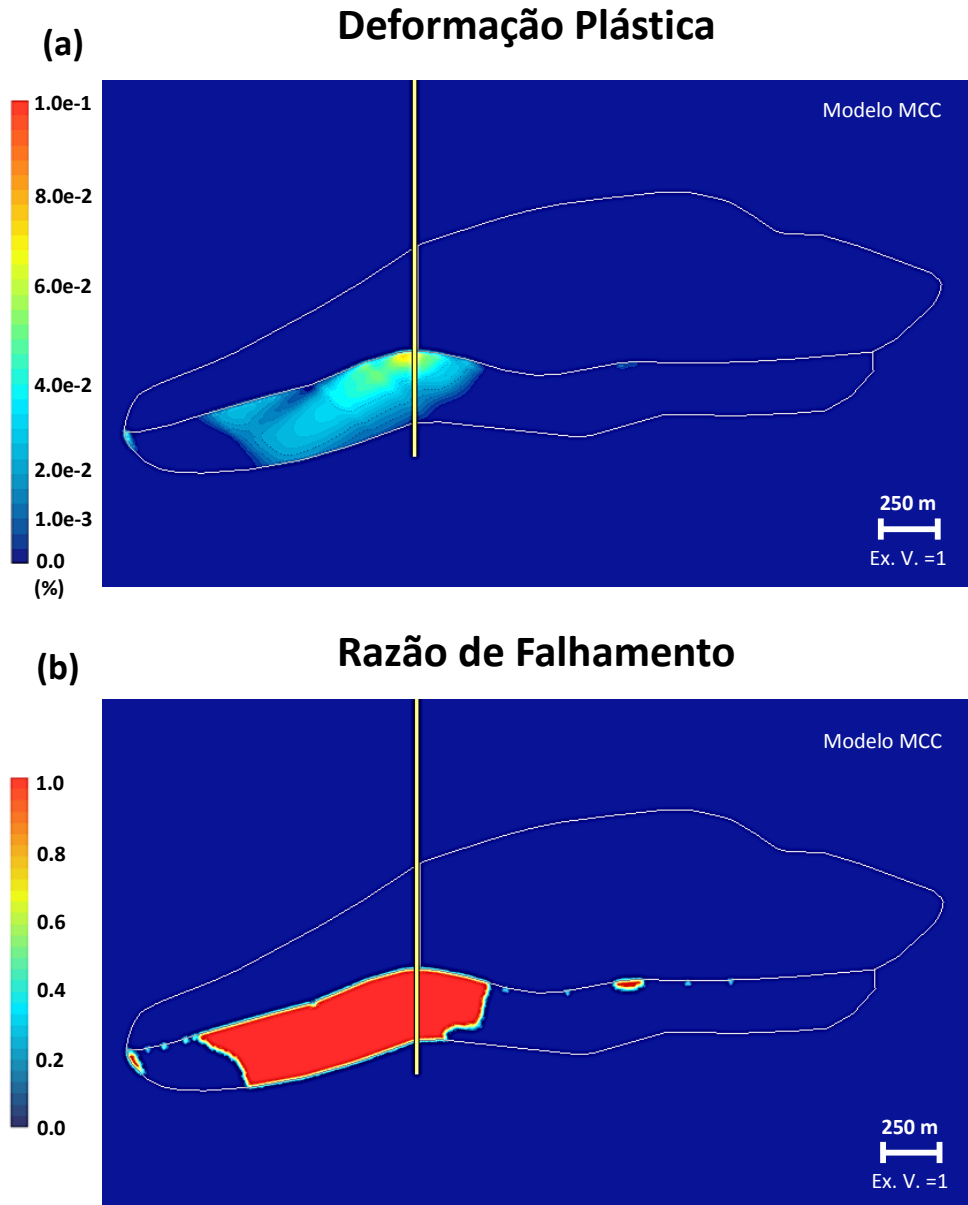 Deformação Plástica
(a)
Modelo MCC
1.0e-1
8.0e-2
6.0e-2
4.0e-2
2.0e-2
1.0e-3
0.0
(%)
250 m
Ex. V. =1
Razão de Falhamento
(b)
Modelo MCC
1.0
0.8
0.6
0.4
0.2
0.0
250 m
Ex. V. =1